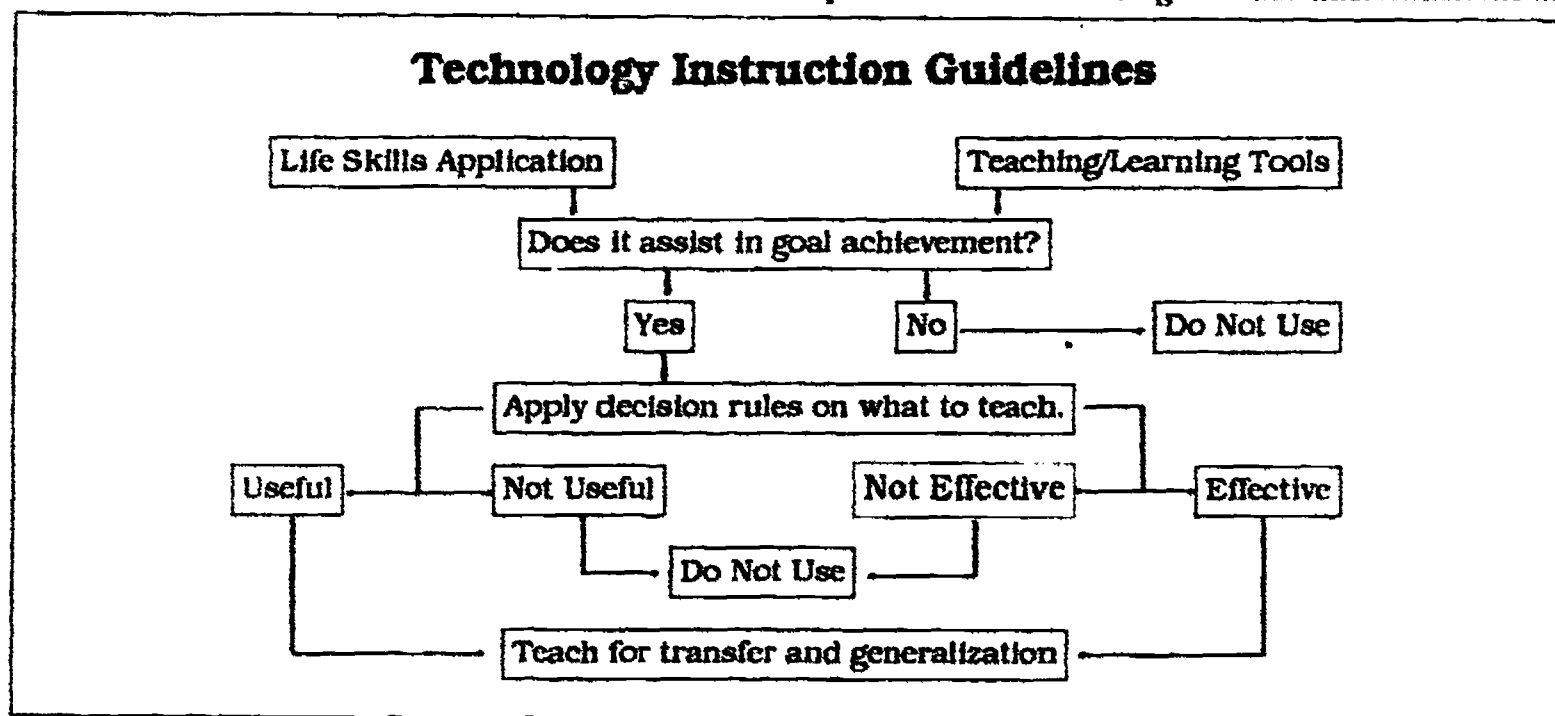 Technology Instruction Guidelines
Life Skills Application
Teaching/Learning Tools
Does it assist in goal achievement?
Yes
No
Do Not Use
Apply decision rules on what to teach.
Useful
Not Useful
Not Effective
Effective
Do Not Use
Teach for transfer and generalization